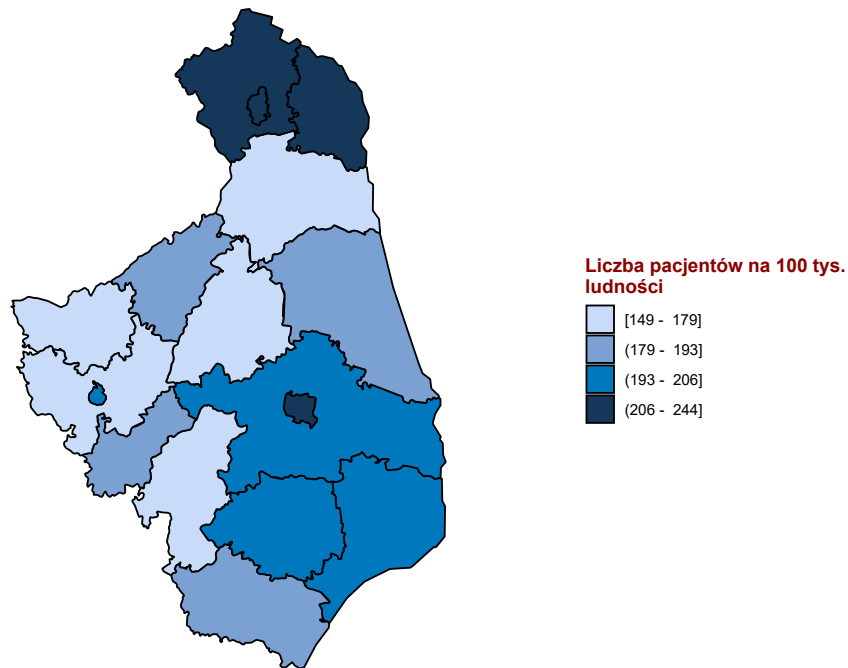 Liczba pacjentów na 100 tys.
ludności
[149 - 179]
(179 - 193]
(193 - 206]
(206 - 244]